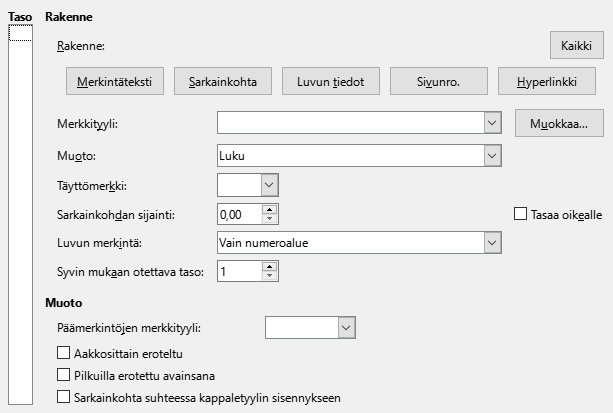 Taso Rakenne
Rakenne: Kaikki
Merkintäteksti Sarkainkohta Luvun tiedot Sivunro. Hyperlinkki
Merkkityyli: Muokkaa...
Muoto: Luku
Täyttömerkki:
Sarkainkohdan sijainti: 0,00 Tasaa oikealle
Luvun merkintä: Vain numeroalue
Syvin mukaan otettava taso: 1
Muoto
Päämerkintöjen merkkityyli:
Aakkosittain eroteltu
Pilkuilla erotettu avainsana
Sarkainkohta suhteessa kappaletyylin sisennykseen